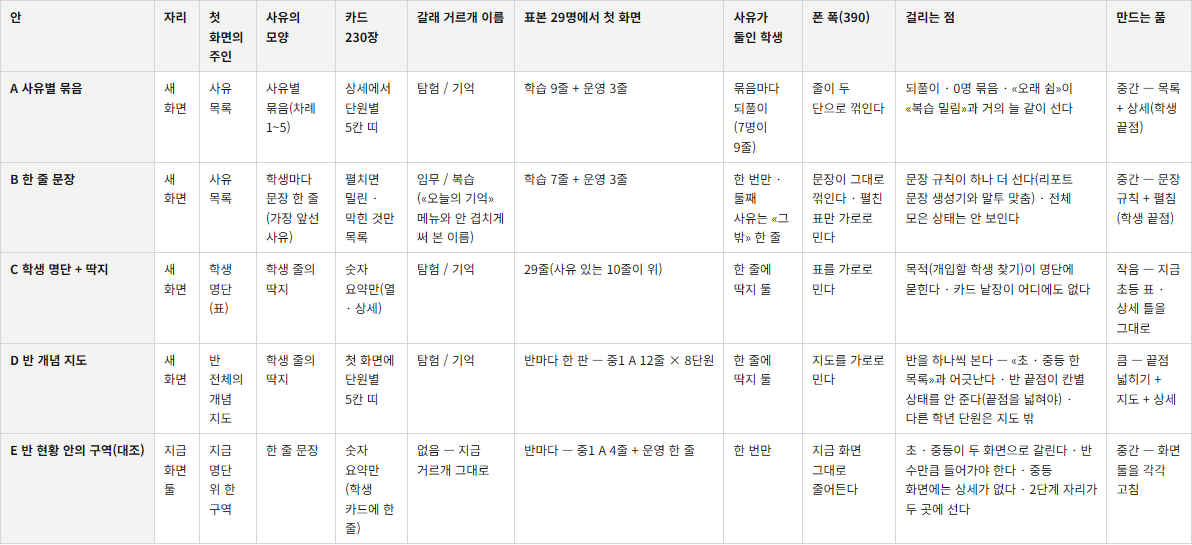 안
자리
첫 화면의 주인
사유의 모양
카드 230장
갈래 거르개 이름
표본 29명에서 첫 화면
사유가 둘인 학생
폰 폭(390)
걸리는 점
만드는 품
A 사유별 묶음
새 화면
사유 목록
사유별 묶음(차례 1~5)
상세에서 단원별 5칸 띠
탐험 / 기억
학습 9줄 + 운영 3줄
묶음마다 되풀이 (7명이 9줄)
줄이 두 단으로 꺾인다
되풀이 · 0명 묶음 · «오래 쉼»이 «복습 밀림»과 거의 늘 같이 선다
중간 — 목록 + 상세(학생 끝점)
B 한 줄 문장
새 화면
사유 목록
학생마다 문장 한 줄 (가장 앞선 사유)
펼치면 밀린 · 막힌 것만 목록
임무 / 복습 («오늘의 기억» 메뉴와 안 겹치게 써 본 이름)
학습 7줄 + 운영 3줄
한 번만 · 둘째 사유는 «그 밖» 한 줄
문장이 그대로 꺾인다 · 펼친 표만 가로로 민다
문장 규칙이 하나 더 선다(리포트 문장 생성기와 말투 맞춤) · 전체 모은 상태는 안 보인다
중간 — 문장 규칙 + 펼침 (학생 끝점)
C 학생 명단 + 딱지
새 화면
학생 명단 (표)
학생 줄의 딱지
숫자 요약만(열 · 상세)
탐험 / 기억
29줄(사유 있는 10줄이 위)
한 줄에 딱지 둘
표를 가로로 민다
목적(개입할 학생 찾기)이 명단에 묻힌다 · 카드 낱장이 어디에도 없다
작음 — 지금 초등 표 · 상세 틀을 그대로
D 반 개념 지도
새 화면
반 전체의 개념 지도
학생 줄의 딱지
첫 화면에 단원별 5칸 띠
탐험 / 기억
반마다 한 판 — 중1 A 12줄 × 8단원
한 줄에 딱지 둘
지도를 가로로 민다
반을 하나씩 본다 — «초 · 중등 한 목록»과 어긋난다 · 반 끝점이 칸별 상태를 안 준다(끝점을 넓혀야) · 다른 학년 단원은 지도 밖
큼 — 끝점 넓히기 + 지도 + 상세
E 반 현황 안의 구역(대조)
지금 화면 둘
지금 명단 위 한 구역
한 줄 문장
숫자 요약만 (학생 카드에 한 줄)
없음 — 지금 거르개 그대로
반마다 — 중1 A 4줄 + 운영 한 줄
한 번만
지금 화면 그대로 줄어든다
초 · 중등이 두 화면으로 갈린다 · 반 수만큼 들어가야 한다 · 중등 화면에는 상세가 없다 · 2단계 자리가 두 곳에 선다
중간 — 화면 둘을 각각 고침